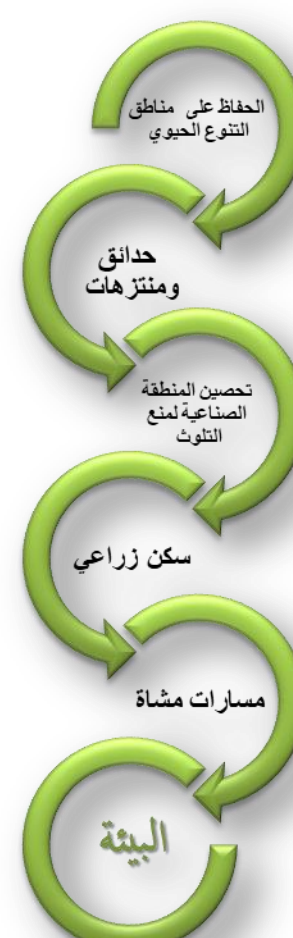 الحفاظ على مناطق
التنوع الحيوي
حدائق
ومنتزهات
تحصين المنطقة
الصناعية لمنع
التلوث
سكن زراعي
مسارات مشاة
البيئة